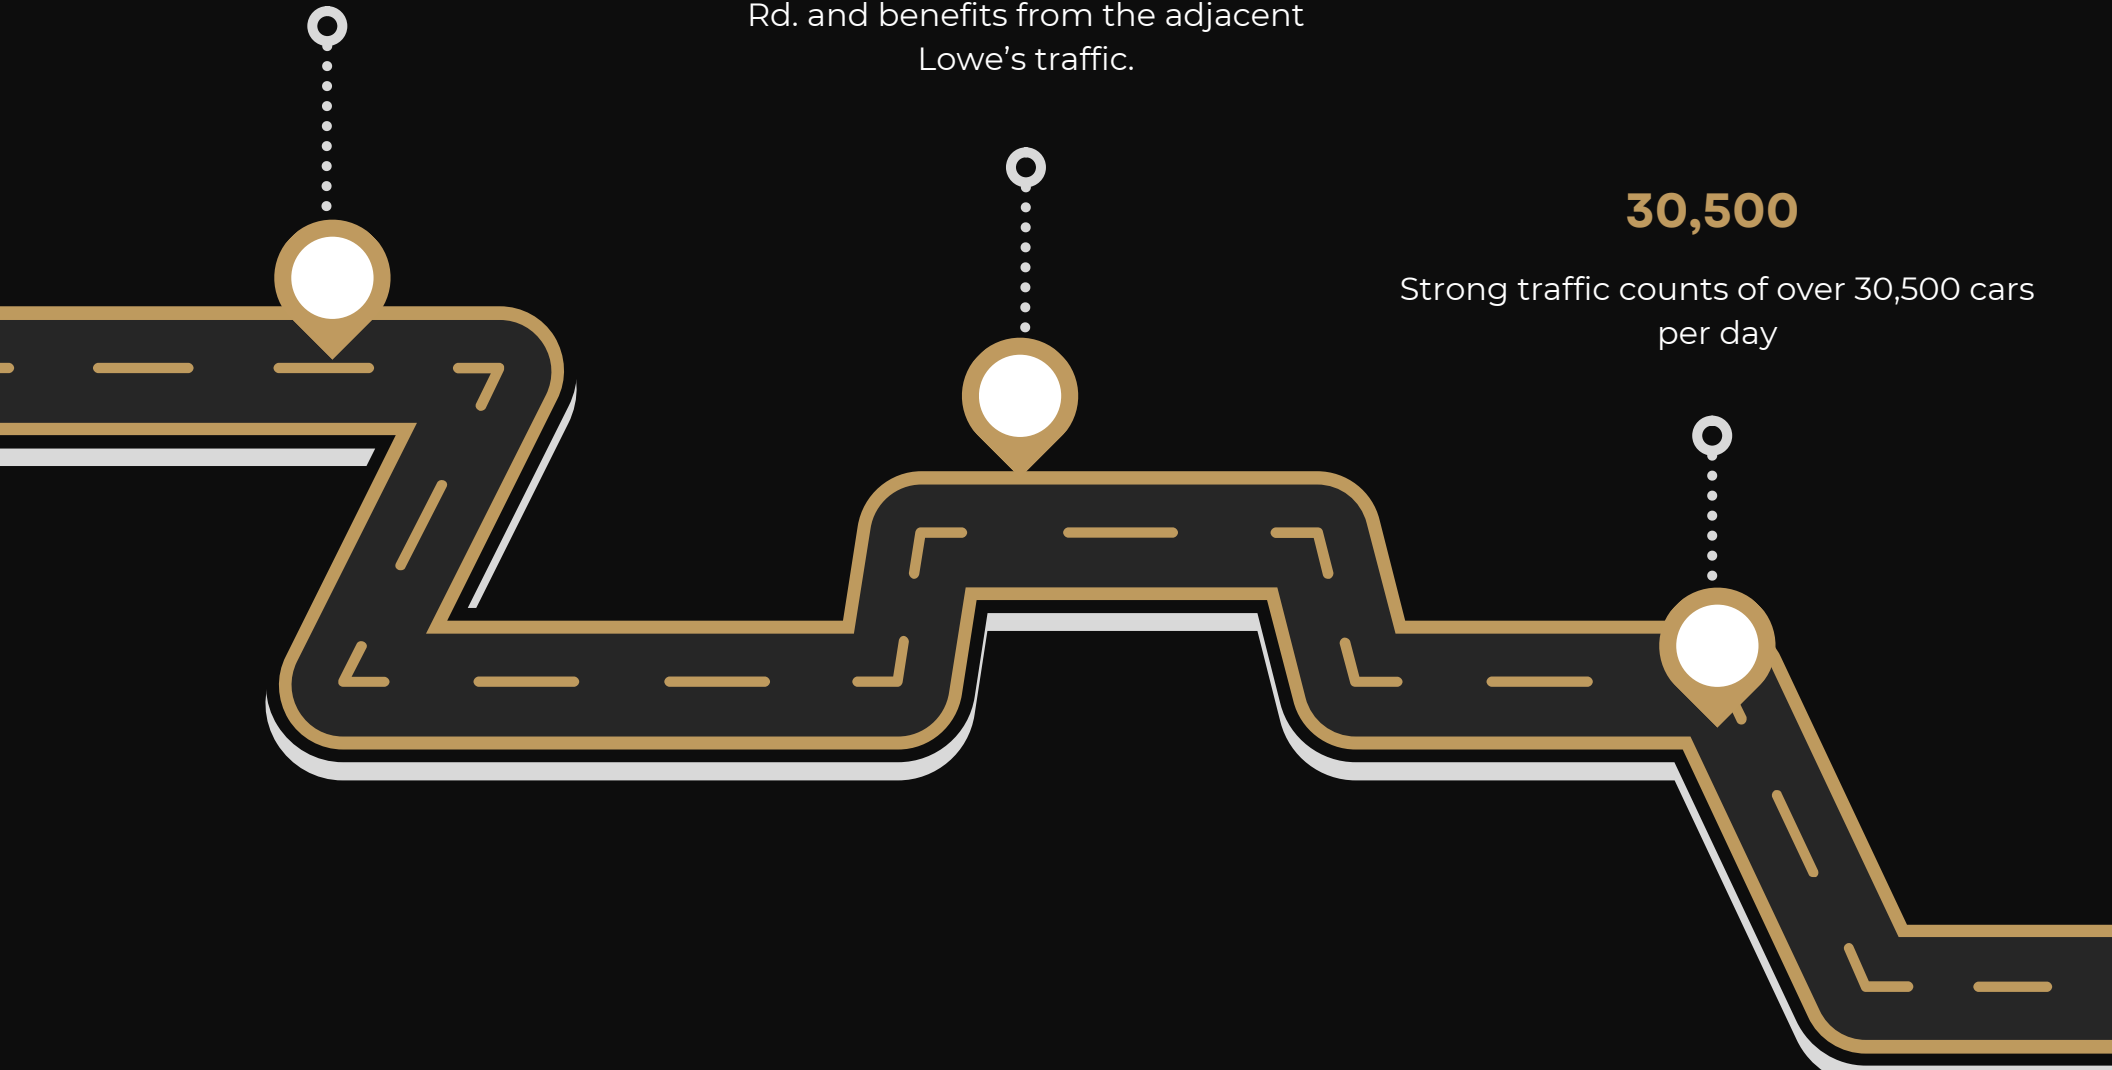 Rd. and benefits from the adjacent
Lowe’s traffic.
30,500
Strong traffic counts of over 30,500 cars
per day